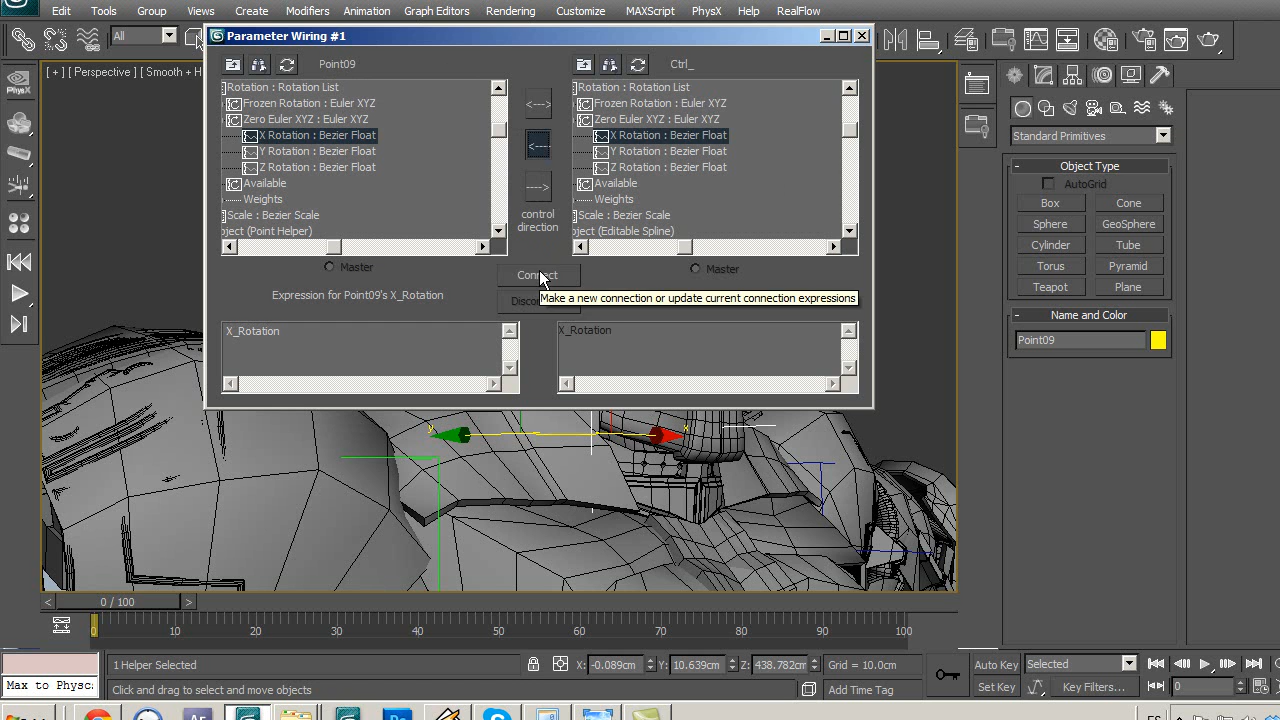 Edit Tools Group Views Create Modifiers Animation Graph Editors Rendering Customize MAXScript PhysX Help RealFlow
All
Parameter Wiring #1
[ + ] [ Perspective ] [ Smooth + H
Point09
Ctrl_
Rotation : Rotation List
Frozen Rotation : Euler XYZ
Zero Euler XYZ : Euler XYZ
X Rotation : Bezier Float
Y Rotation : Bezier Float
Z Rotation : Bezier Float
Available
Weights
Scale : Bezier Scale
ject (Point Helper)
Rotation : Rotation List
Frozen Rotation : Euler XYZ
Zero Euler XYZ : Euler XYZ
X Rotation : Bezier Float
Y Rotation : Bezier Float
Z Rotation : Bezier Float
Available
Weights
Scale : Bezier Scale
ject (Editable Spline)
<--->
<----
---->
control
direction
Master
Master
Connect
Make a new connection or update current connection expressions
Disco
Expression for Point09's X_Rotation
X_Rotation
X_Rotation
PhysX
Standard Primitives
- Object Type
AutoGrid
Box Cone
Sphere GeoSphere
Cylinder Tube
Torus Pyramid
Teapot Plane
- Name and Color
Point09
y
x
< 0 / 100 >
0 10 20 30 40 50 60 70 80 90 100
1 Helper Selected
X: -0.089cm Y: 10.639cm Z: 438.782cm
Grid = 10.0cm
Auto Key Selected
Max to Physc:
Click and drag to select and move objects
Add Time Tag
Set Key Key Filters... 0
ES